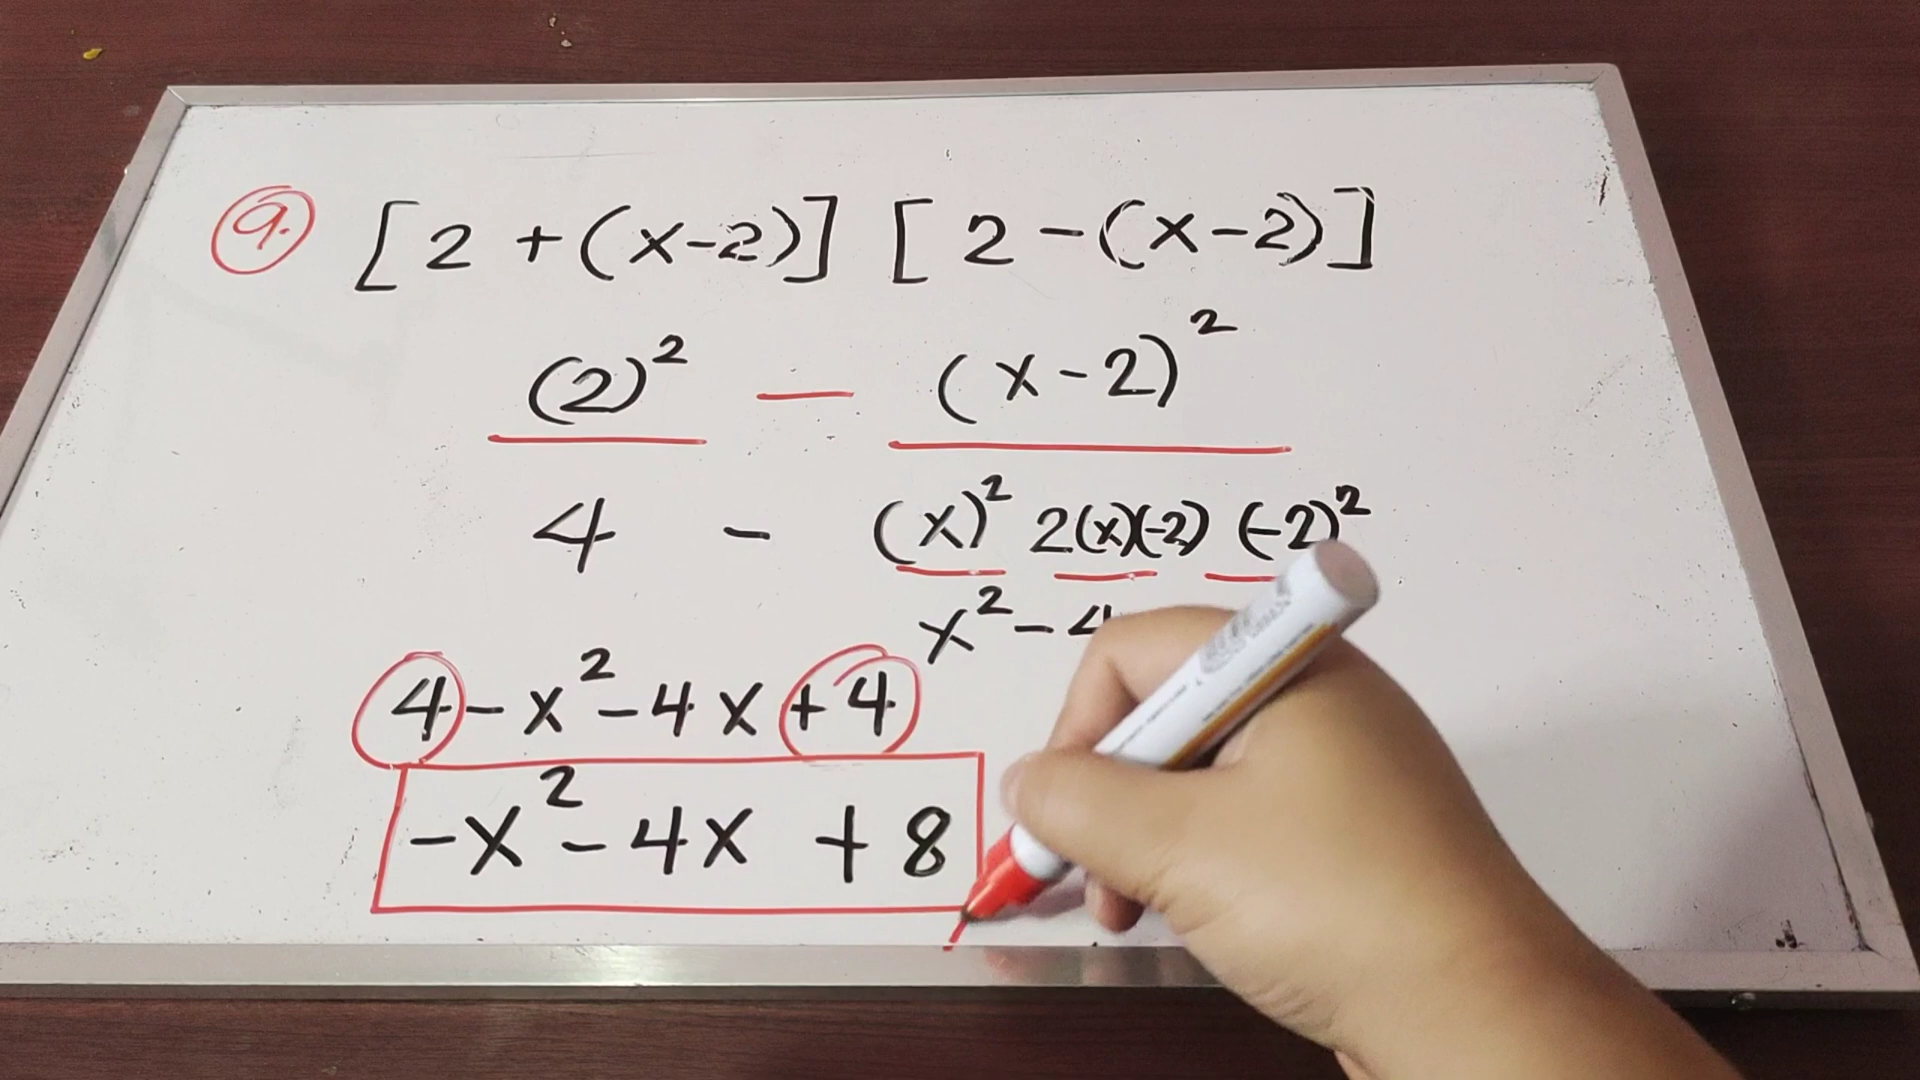 9. [2 + (x-2)] [2 - (x-2)]
(2)² — (x-2)²
4 - (x)² 2(x)(-2) (-2)²
x² - 4
4 - x² - 4x + 4
-x² - 4x + 8